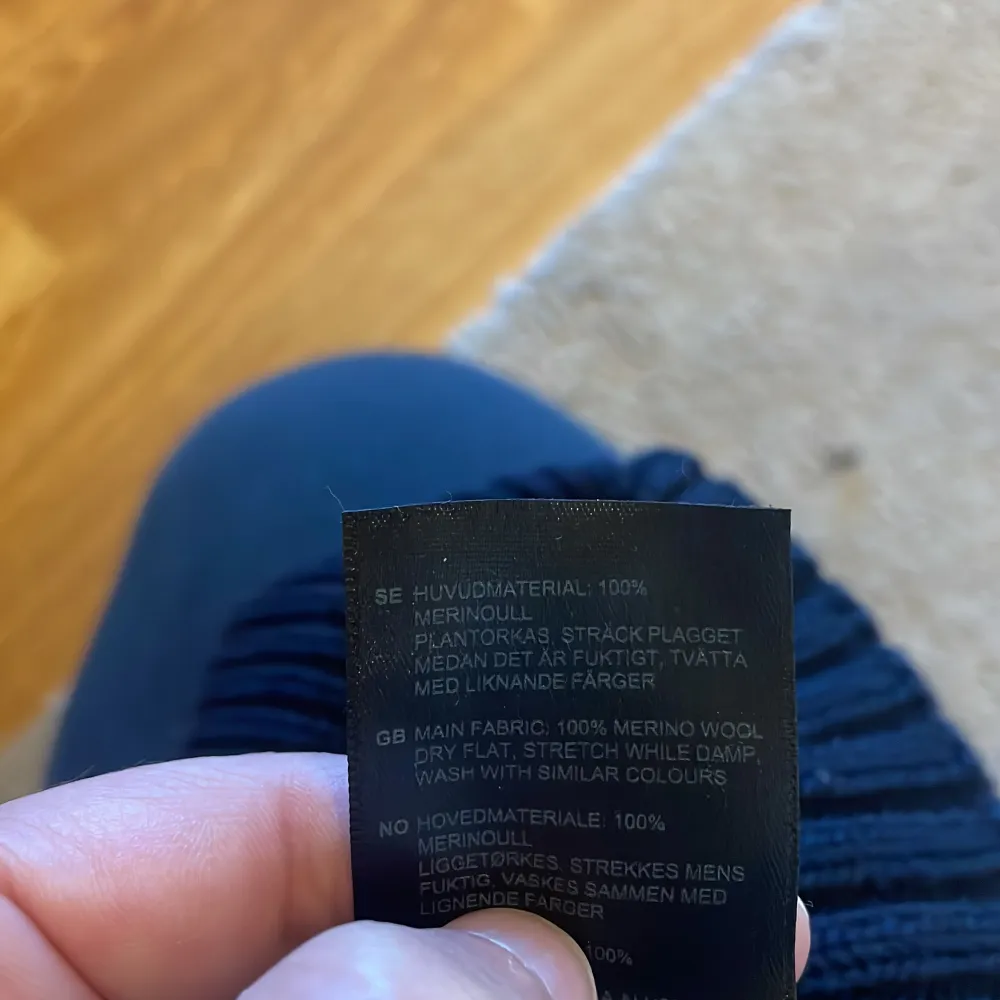 SE HUVUDMATERIAL: 100%
MERINOULL
PLANTORKAS, STRÄCK PLAGGET
MEDAN DET ÄR FUKTIGT, TVÄTTA
MED LIKNANDE FÄRGER
GB MAIN FABRIC: 100% MERINO WOOL
DRY FLAT, STRETCH WHILE DAMP,
WASH WITH SIMILAR COLOURS
NO HOVEDMATERIALE: 100%
MERINOULL
LIGGETØRKES, STREKKES MENS
FUKTIG, VASKES SAMMEN MED
LIGNENDE FARGER
100%